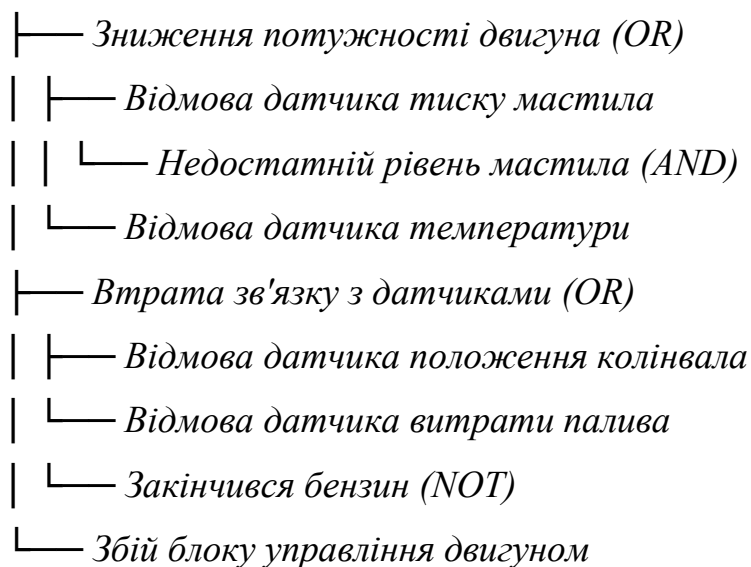 ├── Зниження потужності двигуна (OR)
│ ├── Відмова датчика тиску мастила
│ │ └── Недостатній рівень мастила (AND)
│ └── Відмова датчика температури
├── Втрата зв'язку з датчиками (OR)
│ ├── Відмова датчика положення колінвала
│ └── Відмова датчика витрати палива
│ └── Закінчився бензин (NOT)
└── Збій блоку управління двигуном